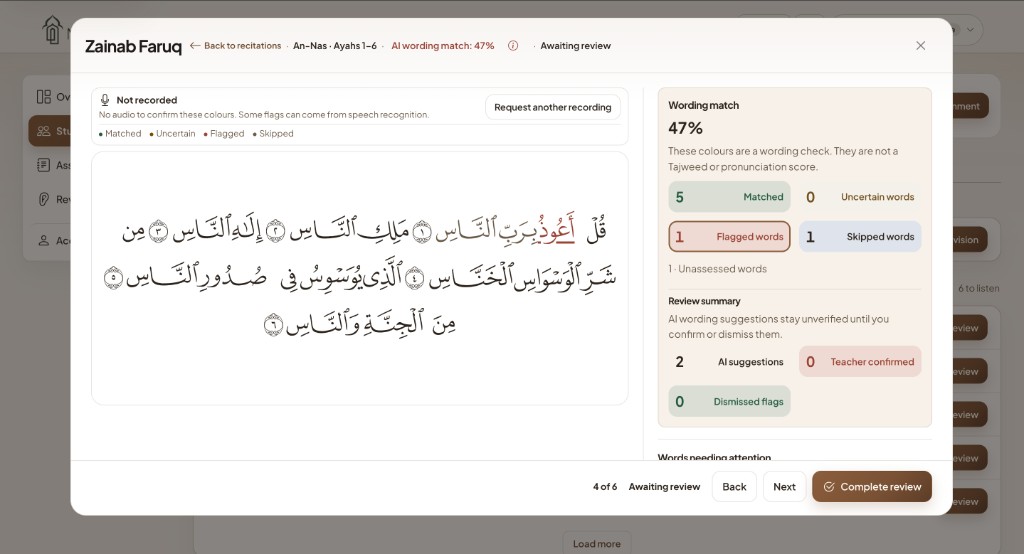 Zainab Faruq ← Back to recitations · An-Nas · Ayahs 1–6 · AI wording match: 47% · Awaiting review
Not recorded
No audio to confirm these colours. Some flags can come from speech recognition.
Request another recording
Matched Uncertain Flagged Skipped
قُلْ أَعُوذُ بِرَبِّ ٱلنَّاسِ ١ مَلِكِ ٱلنَّاسِ ٢ إِلَٰهِ ٱلنَّاسِ ٣ مِن
شَرِّ ٱلْوَسْوَاسِ ٱلْخَنَّاسِ ٤ ٱلَّذِي يُوَسْوِسُ فِي صُدُورِ ٱلنَّاسِ ٥
مِنَ ٱلْجِنَّةِ وَٱلنَّاسِ ٦
Wording match
47%
These colours are a wording check. They are not a
Tajweed or pronunciation score.
5 Matched 0 Uncertain words
1 Flagged words 1 Skipped words
1 · Unassessed words
Review summary
AI wording suggestions stay unverified until you
confirm or dismiss them.
2 AI suggestions 0 Teacher confirmed
0 Dismissed flags
Words needing attention
4 of 6 Awaiting review Back Next Complete review
6 to listen
Load more